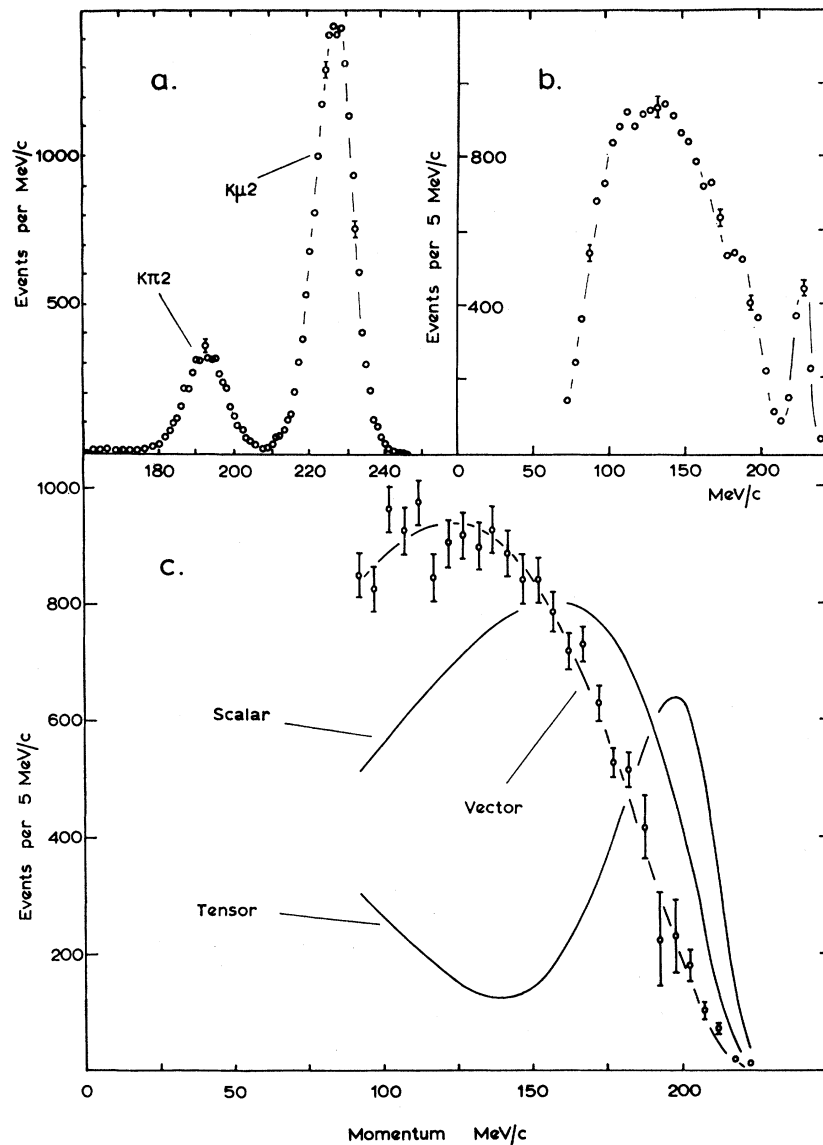 a.
Events per MeV/c
1000
500
Kμ2
Kπ2
180
200
220
240
b.
Events per 5 MeV/c
800
400
0
50
100
150
200
MeV/c
c.
Events per 5 MeV/c
1000
800
600
400
200
Scalar
Vector
Tensor
0
50
100
150
200
Momentum MeV/c